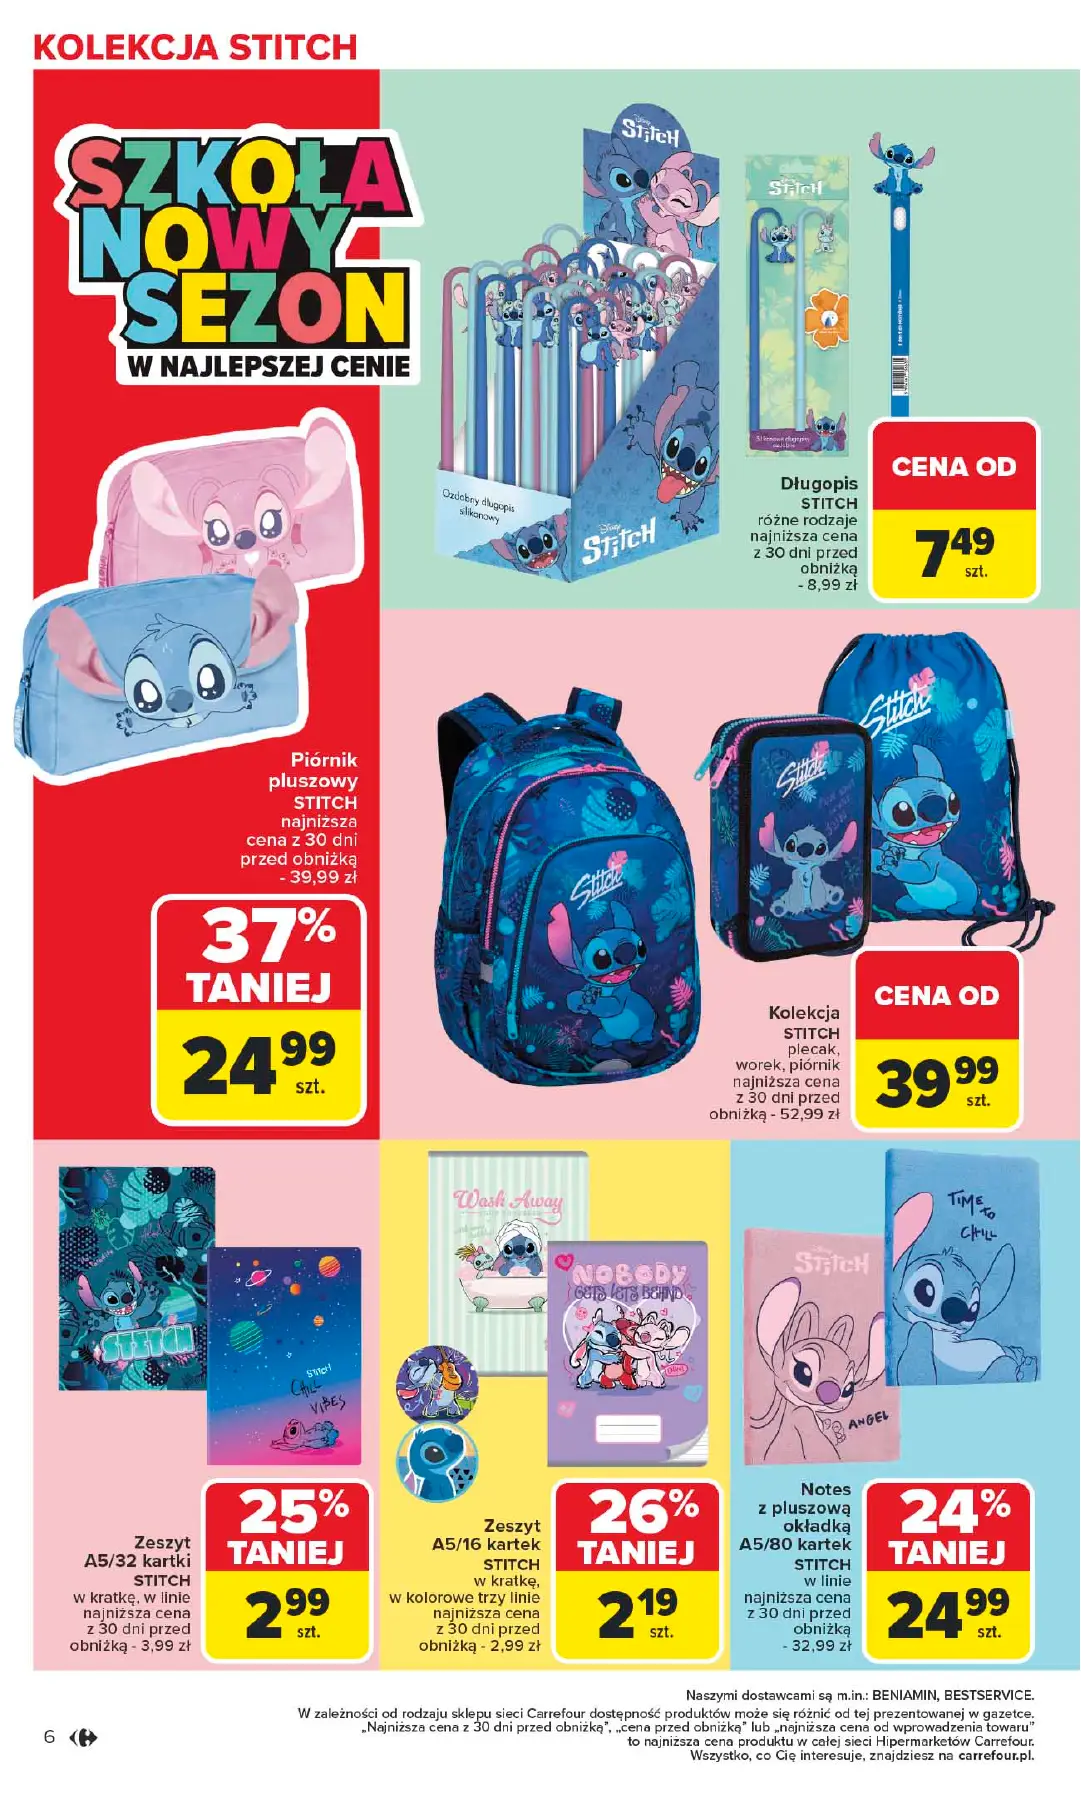 KOLEKCJA STITCH
SZKOŁA
NOWY
SEZON
W NAJLEPSZEJ CENIE
Disney
Stitch
Ozdobny długopis
silikonowy
Disney
Stitch
Stitch
Długopis
STITCH
różne rodzaje
najniższa cena
z 30 dni przed
obniżką
- 8,99 zł
CENA OD
7 49
szt.
Piórnik
pluszowy
STITCH
najniższa
cena z 30 dni
przed obniżką
- 39,99 zł
37%
TANIEJ
24 99
szt.
Stitch
Stitch
Stitch
Kolekcja
STITCH
plecak,
worek, piórnik
najniższa cena
z 30 dni przed
obniżką - 52,99 zł
CENA OD
39 99
szt.
STITCH
Stitch
CHILL
VIBES
Zeszyt
A5/32 kartki
STITCH
w kratkę, w linie
najniższa cena
z 30 dni przed
obniżką - 3,99 zł
25%
TANIEJ
2 99
szt.
Wash Away
NOBODY
GETS LEFT BEHIND
Zeszyt
A5/16 kartek
STITCH
w kratkę,
w kolorowe trzy linie
najniższa cena
z 30 dni przed
obniżką - 2,99 zł
26%
TANIEJ
2 19
szt.
TIME
to
CHILL
Disney
Stitch
ANGEL
Notes
z pluszową
okładką
A5/80 kartek
STITCH
w linie
najniższa cena
z 30 dni przed
obniżką
- 32,99 zł
24%
TANIEJ
24 99
szt.
Naszymi dostawcami są m.in.: BENIAMIN, BESTSERVICE.
W zależności od rodzaju sklepu sieci Carrefour dostępność produktów może się różnić od tej prezentowanej w gazetce.
„Najniższa cena z 30 dni przed obniżką”, „cena przed obniżką” lub „najniższa cena od wprowadzenia towaru”
to najniższa cena produktu w całej sieci Hipermarketów Carrefour.
Wszystko, co Cię interesuje, znajdziesz na carrefour.pl.
6